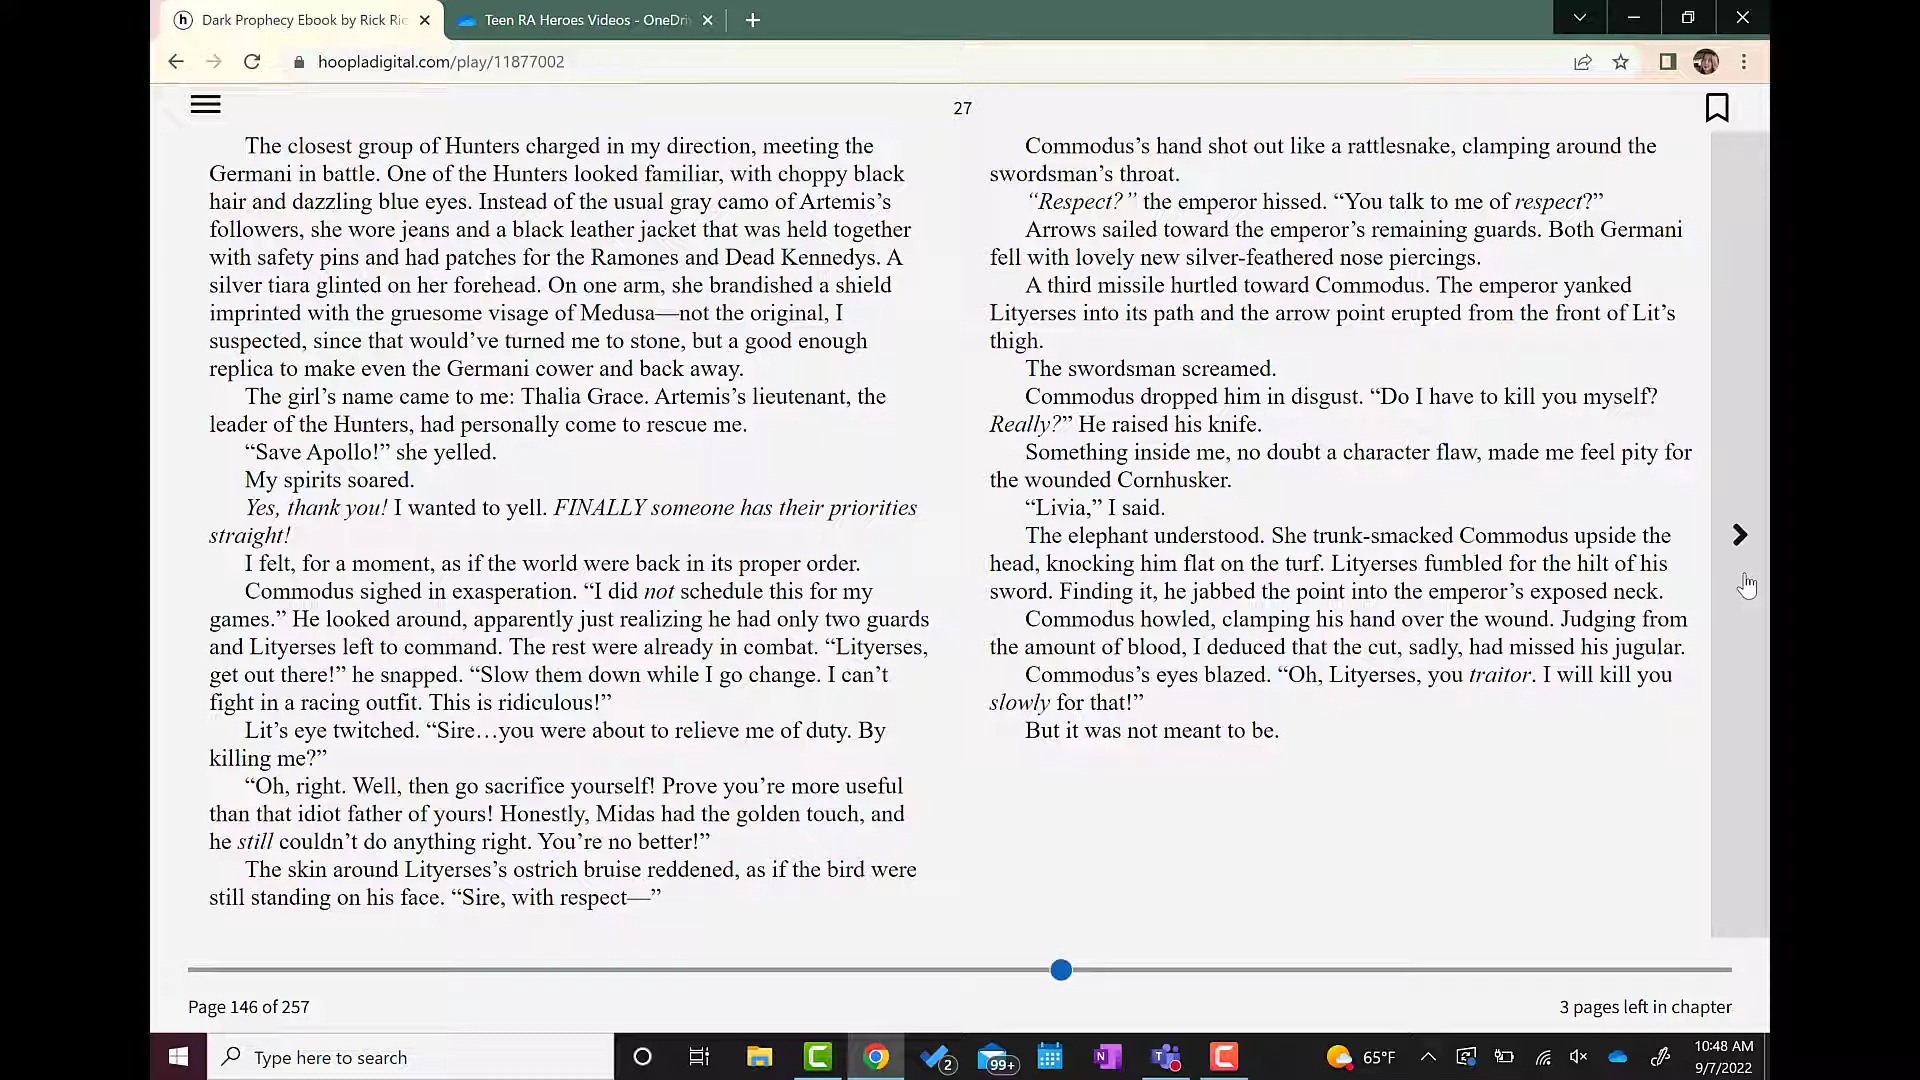 Dark Prophecy Ebook by Rick Ric
Teen RA Heroes Videos - OneDri
hoopladigital.com/play/11877002
27
The closest group of Hunters charged in my direction, meeting the
Germani in battle. One of the Hunters looked familiar, with choppy black
hair and dazzling blue eyes. Instead of the usual gray camo of Artemis’s
followers, she wore jeans and a black leather jacket that was held together
with safety pins and had patches for the Ramones and Dead Kennedys. A
silver tiara glinted on her forehead. On one arm, she brandished a shield
imprinted with the gruesome visage of Medusa—not the original, I
suspected, since that would’ve turned me to stone, but a good enough
replica to make even the Germani cower and back away.
The girl’s name came to me: Thalia Grace. Artemis’s lieutenant, the
leader of the Hunters, had personally come to rescue me.
“Save Apollo!” she yelled.
My spirits soared.
Yes, thank you! I wanted to yell. FINALLY someone has their priorities
straight!
I felt, for a moment, as if the world were back in its proper order.
Commodus sighed in exasperation. “I did not schedule this for my
games.” He looked around, apparently just realizing he had only two guards
and Lityerses left to command. The rest were already in combat. “Lityerses,
get out there!” he snapped. “Slow them down while I go change. I can’t
fight in a racing outfit. This is ridiculous!”
Lit’s eye twitched. “Sire…you were about to relieve me of duty. By
killing me?”
“Oh, right. Well, then go sacrifice yourself! Prove you’re more useful
than that idiot father of yours! Honestly, Midas had the golden touch, and
he still couldn’t do anything right. You’re no better!”
The skin around Lityerses’s ostrich bruise reddened, as if the bird were
still standing on his face. “Sire, with respect—”
Commodus’s hand shot out like a rattlesnake, clamping around the
swordsman’s throat.
“Respect?” the emperor hissed. “You talk to me of respect?”
Arrows sailed toward the emperor’s remaining guards. Both Germani
fell with lovely new silver-feathered nose piercings.
A third missile hurtled toward Commodus. The emperor yanked
Lityerses into its path and the arrow point erupted from the front of Lit’s
thigh.
The swordsman screamed.
Commodus dropped him in disgust. “Do I have to kill you myself?
Really?” He raised his knife.
Something inside me, no doubt a character flaw, made me feel pity for
the wounded Cornhusker.
“Livia,” I said.
The elephant understood. She trunk-smacked Commodus upside the
head, knocking him flat on the turf. Lityerses fumbled for the hilt of his
sword. Finding it, he jabbed the point into the emperor’s exposed neck.
Commodus howled, clamping his hand over the wound. Judging from
the amount of blood, I deduced that the cut, sadly, had missed his jugular.
Commodus’s eyes blazed. “Oh, Lityerses, you traitor. I will kill you
slowly for that!”
But it was not meant to be.
Page 146 of 257
3 pages left in chapter
Type here to search
2
99+
65°F
10:48 AM
9/7/2022